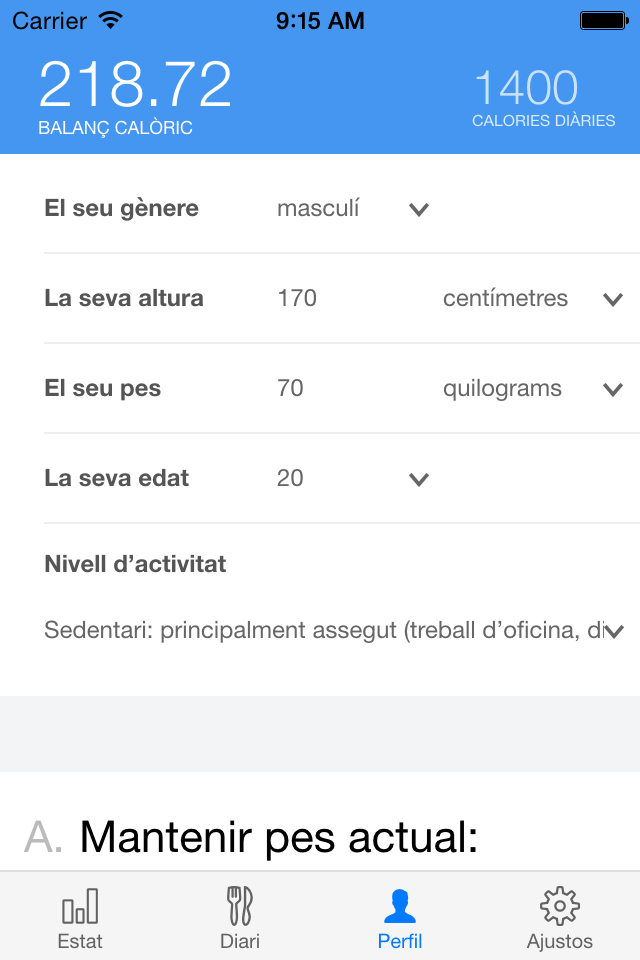 Carrier 9:15 AM
218.72 1400
BALANÇ CALÒRIC CALORIES DIÀRIES
El seu gènere masculí
La seva altura 170 centímetres
El seu pes 70 quilograms
La seva edat 20
Nivell d’activitat
Sedentari: principalment assegut (treball d’oficina, di
A. Mantenir pes actual:
Estat Diari Perfil Ajustos